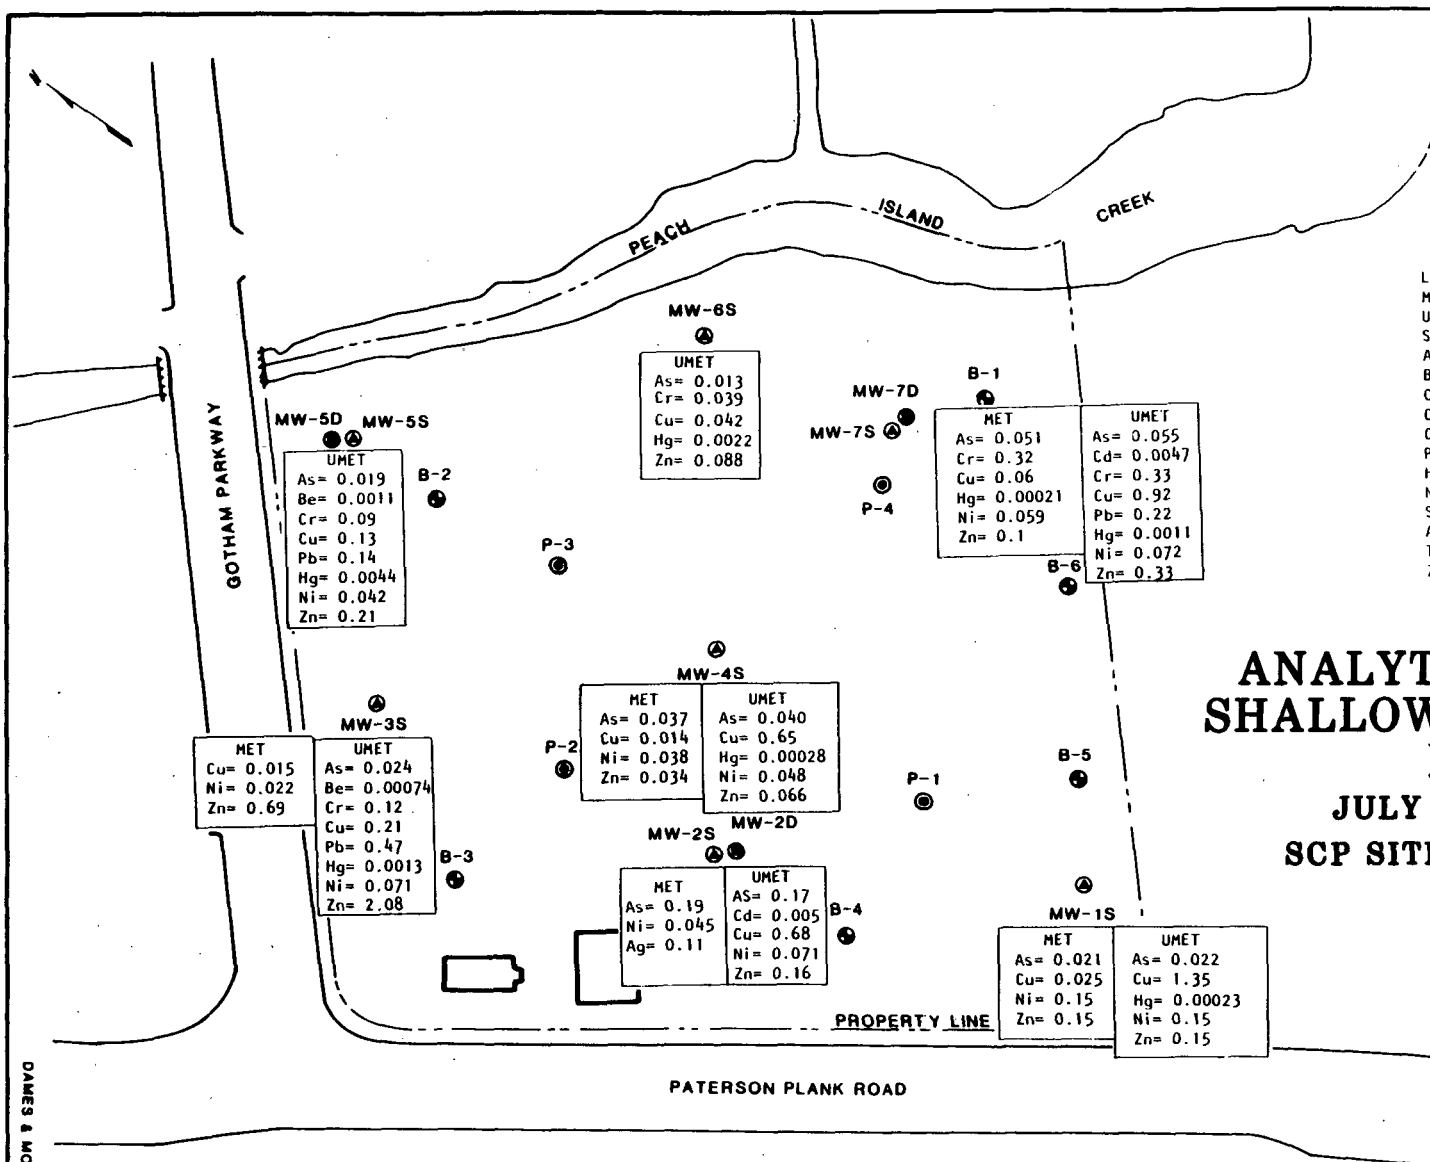 N
PEACH ISLAND CREEK
GOTHAM PARKWAY
MW-6S
UMET
As= 0.013
Cr= 0.039
Cu= 0.042
Hg= 0.0022
Zn= 0.088
MW-5D
MW-5S
UMET
As= 0.019
Be= 0.0011
Cr= 0.09
Cu= 0.13
Pb= 0.14
Hg= 0.0044
Ni= 0.042
Zn= 0.21
B-2
P-3
MW-7D
MW-7S
P-4
B-1
MET
As= 0.051
Cr= 0.32
Cu= 0.06
Hg= 0.00021
Ni= 0.059
Zn= 0.1
UMET
As= 0.055
Cd= 0.0047
Cr= 0.33
Cu= 0.92
Pb= 0.22
Hg= 0.0011
Ni= 0.072
Zn= 0.33
B-6
L
M
U
S
A
B
C
C
C
P
H
N
S
A
T
Z
ANALYT
SHALLOW
JULY
SCP SIT
MW-4S
MET
As= 0.037
Cu= 0.014
Ni= 0.038
Zn= 0.034
UMET
As= 0.040
Cu= 0.65
Hg= 0.00028
Ni= 0.048
Zn= 0.066
MW-3S
MET
Cu= 0.015
Ni= 0.022
Zn= 0.69
UMET
As= 0.024
Be= 0.00074
Cr= 0.12
Cu= 0.21
Pb= 0.47
Hg= 0.0013
Ni= 0.071
Zn= 2.08
P-2
P-1
B-5
B-3
MW-2S
MW-2D
MET
As= 0.19
Ni= 0.045
Ag= 0.11
UMET
AS= 0.17
Cd= 0.005
Cu= 0.68
Ni= 0.071
Zn= 0.16
B-4
MW-1S
MET
As= 0.021
Cu= 0.025
Ni= 0.15
Zn= 0.15
UMET
As= 0.022
Cu= 1.35
Hg= 0.00023
Ni= 0.15
Zn= 0.15
PROPERTY LINE
PATERSON PLANK ROAD
DAMES & MO